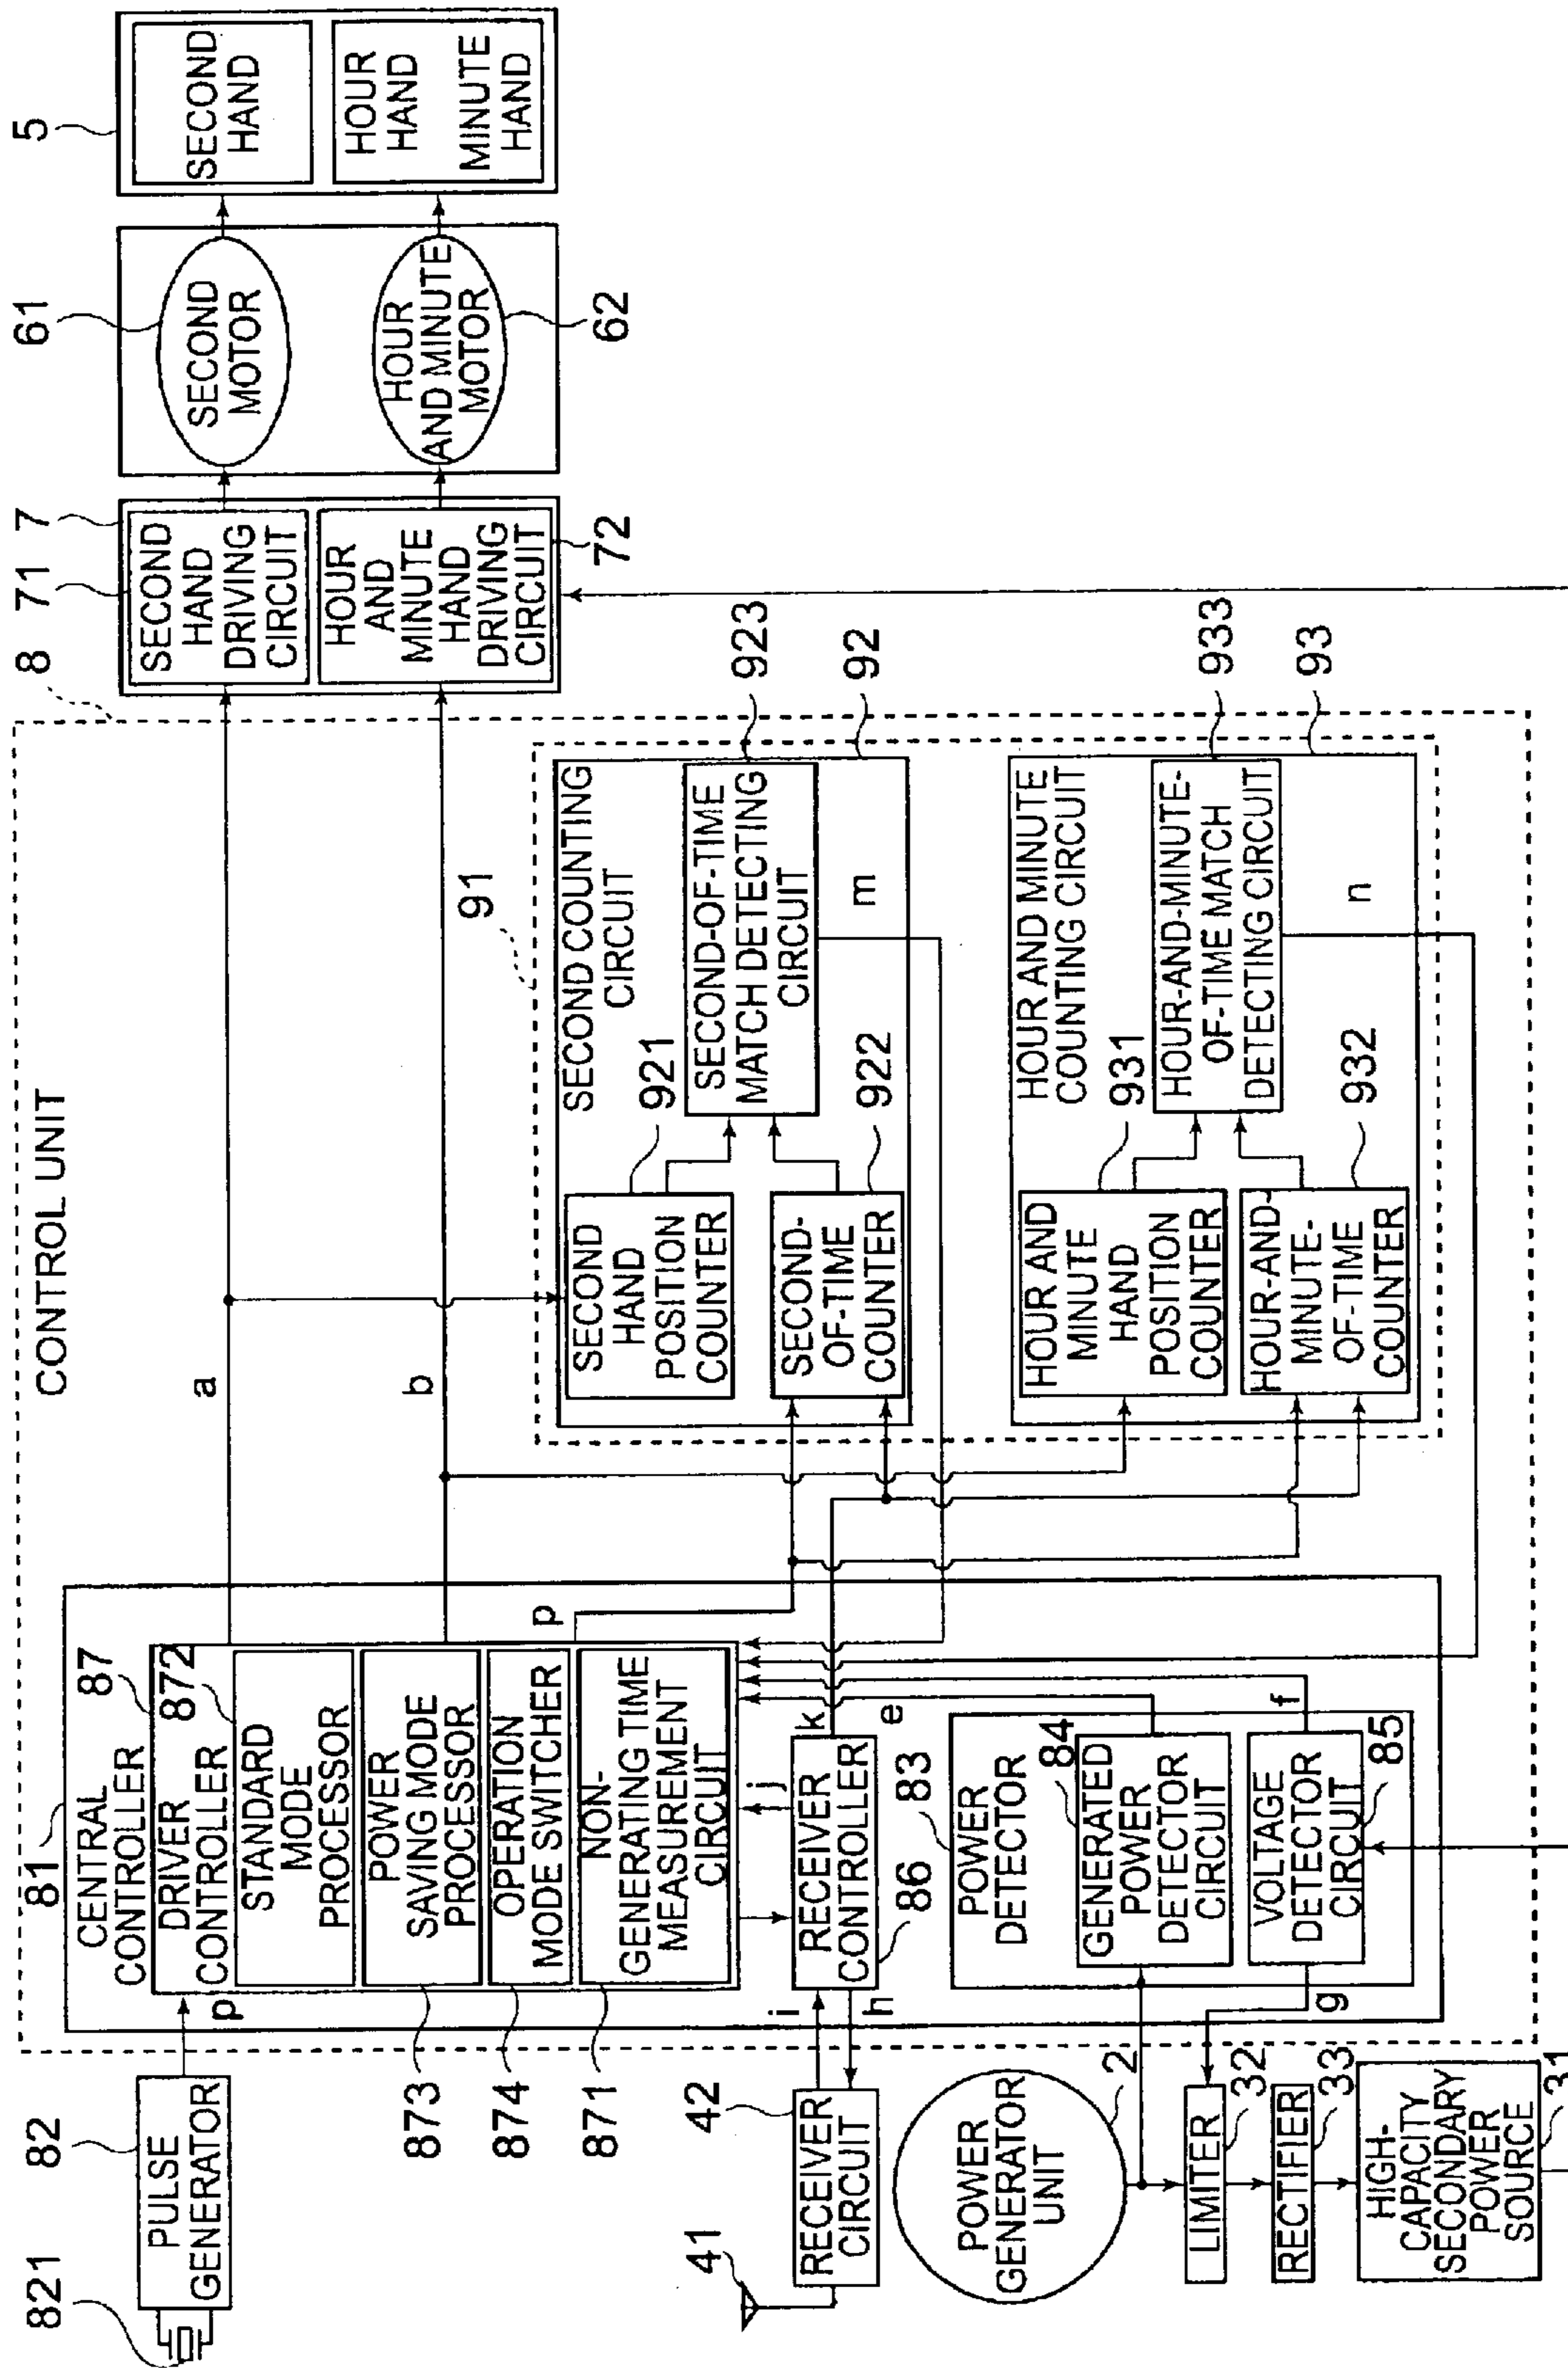 CONTROL UNIT
8
81
CENTRAL
CONTROLLER
87
DRIVER
CONTROLLER
872
STANDARD
MODE
PROCESSOR
POWER
SAVING MODE
PROCESSOR
873
OPERATION
MODE SWITCHER
874
NON-
GENERATING TIME
MEASUREMENT
CIRCUIT
871
821
82
PULSE
GENERATOR
p
a
b
p
71
7
SECOND
HAND
DRIVING
CIRCUIT
HOUR
AND
MINUTE
HAND
DRIVING
CIRCUIT
72
61
SECOND
MOTOR
HOUR
AND MINUTE
MOTOR
62
5
SECOND
HAND
HOUR
HAND
MINUTE
HAND
91
SECOND COUNTING
CIRCUIT
SECOND
HAND
POSITION
COUNTER
921
SECOND-OF-TIME
MATCH DETECTING
CIRCUIT
923
92
SECOND-
OF-TIME
COUNTER
922
m
HOUR AND MINUTE
COUNTING CIRCUIT
HOUR AND
MINUTE
HAND
POSITION
COUNTER
931
HOUR-AND-MINUTE-
OF-TIME MATCH
DETECTING CIRCUIT
933
93
HOUR-AND-
MINUTE-
OF-TIME
COUNTER
932
n
41
42
RECEIVER
CIRCUIT
i
h
j
k
RECEIVER
CONTROLLER
86
e
83
POWER
DETECTOR
84
GENERATED
POWER
DETECTOR
CIRCUIT
f
VOLTAGE
DETECTOR
CIRCUIT
85
g
POWER
GENERATOR
UNIT
2
LIMITER
32
RECTIFIER
33
HIGH-
CAPACITY
SECONDARY
POWER
SOURCE
31